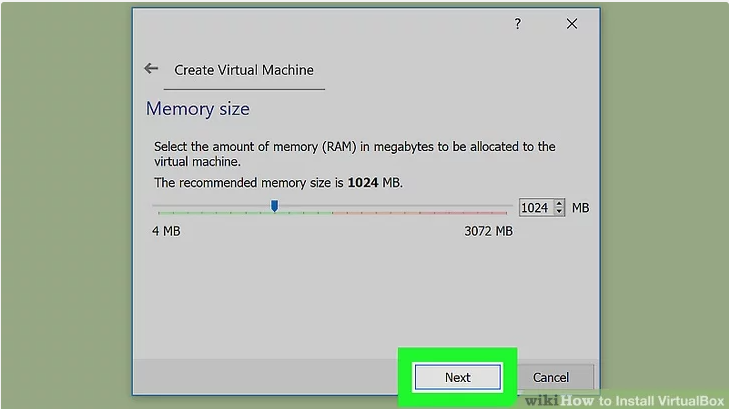 ?
Create Virtual Machine
Memory size
Select the amount of memory (RAM) in megabytes to be allocated to the
virtual machine.
The recommended memory size is 1024 MB.
1024 MB
4 MB 3072 MB
Next Cancel
wikiHow to Install VirtualBox